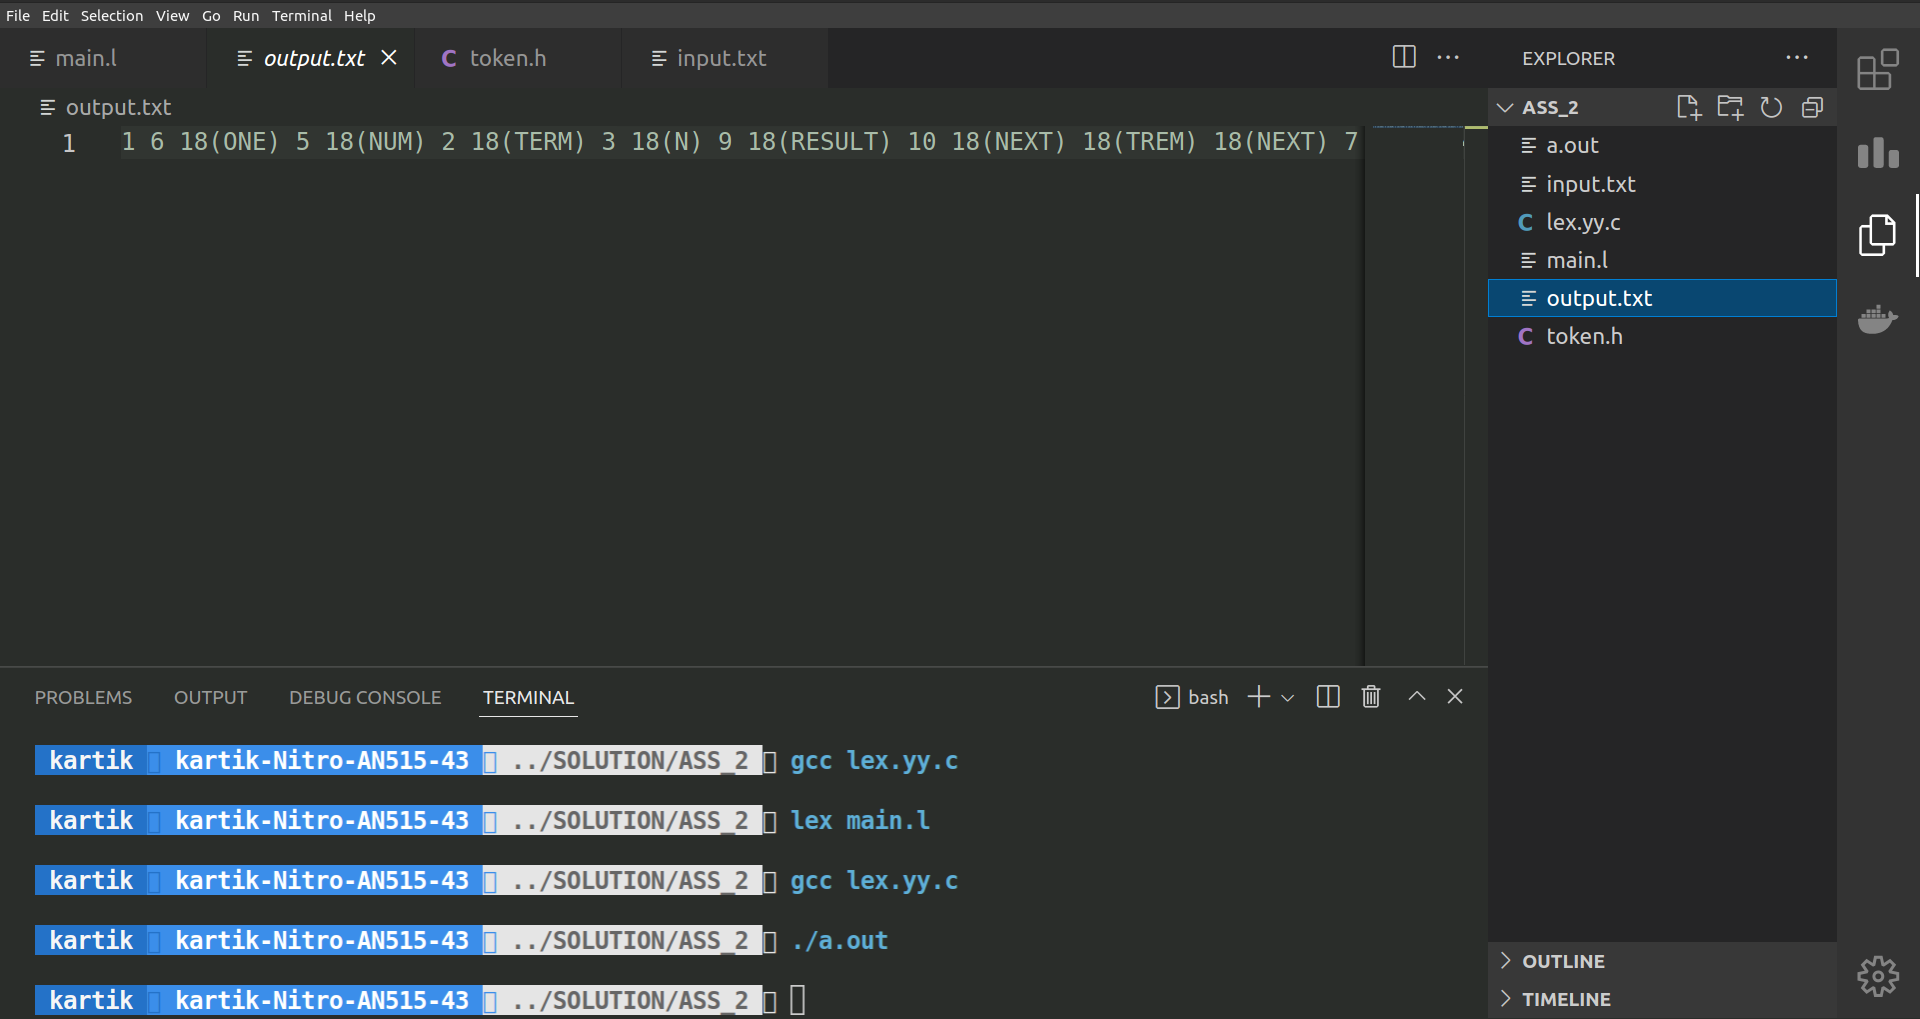 File Edit Selection View Go Run Terminal Help
main.l output.txt token.h input.txt
output.txt
1 1 6 18(ONE) 5 18(NUM) 2 18(TERM) 3 18(N) 9 18(RESULT) 10 18(NEXT) 18(TREM) 18(NEXT) 7
EXPLORER
ASS_2
a.out
input.txt
lex.yy.c
main.l
output.txt
token.h
PROBLEMS OUTPUT DEBUG CONSOLE TERMINAL bash
kartik kartik-Nitro-AN515-43 ../SOLUTION/ASS_2 gcc lex.yy.c
kartik kartik-Nitro-AN515-43 ../SOLUTION/ASS_2 lex main.l
kartik kartik-Nitro-AN515-43 ../SOLUTION/ASS_2 gcc lex.yy.c
kartik kartik-Nitro-AN515-43 ../SOLUTION/ASS_2 ./a.out
kartik kartik-Nitro-AN515-43 ../SOLUTION/ASS_2
OUTLINE
TIMELINE